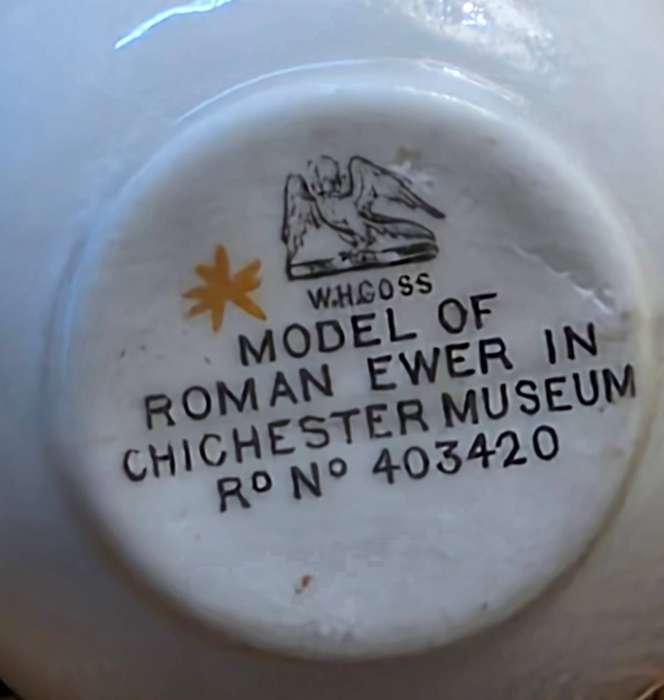 W.H.GOSS
MODEL OF
ROMAN EWER IN
CHICHESTER MUSEUM
Rᴰ Nº 403420